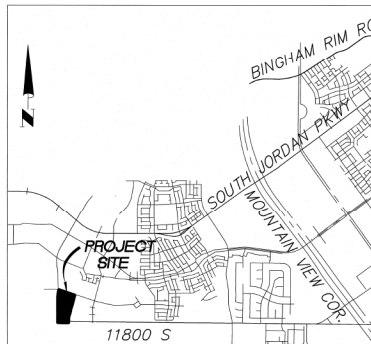 BINGHAM RIM RO
N
SOUTH JORDAN PKWY
MOUNTAIN VIEW COR.
PROJECT
SITE
11800 S